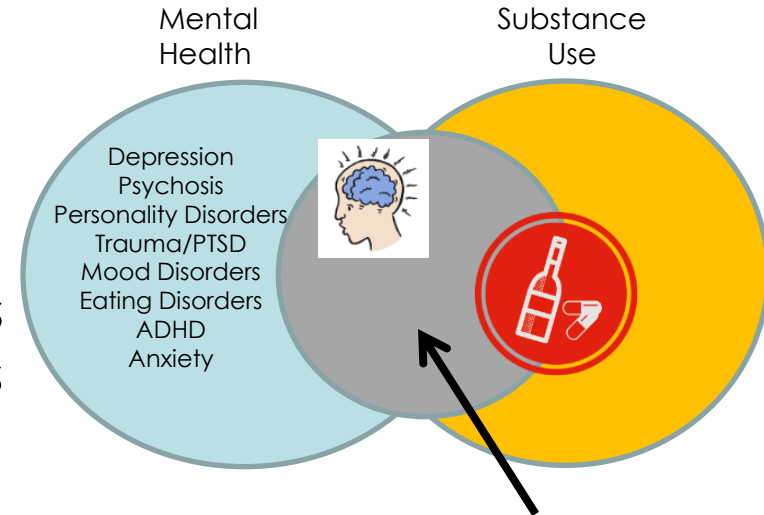 Mental
Health
Substance
Use
Depression
Psychosis
Personality Disorders
Trauma/PTSD
Mood Disorders
Eating Disorders
ADHD
Anxiety
s
s